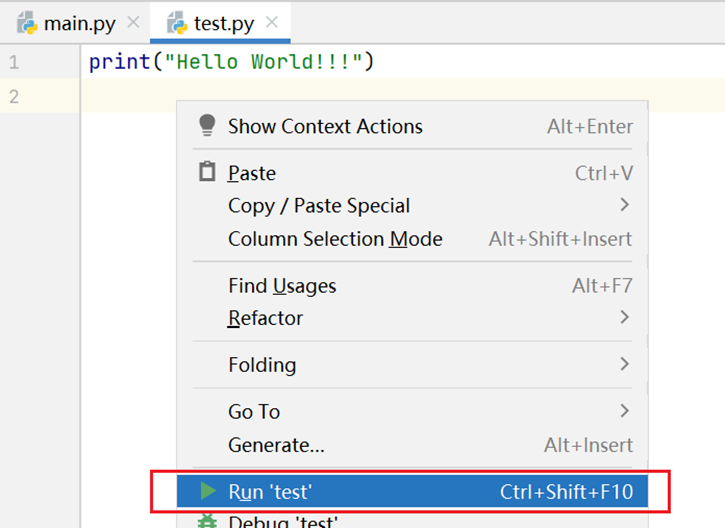 main.py test.py
1 print("Hello World!!!")
2
Show Context Actions Alt+Enter
Paste Ctrl+V
Copy / Paste Special
Column Selection Mode Alt+Shift+Insert
Find Usages Alt+F7
Refactor
Folding
Go To
Generate... Alt+Insert
Run 'test' Ctrl+Shift+F10
Debug 'test'